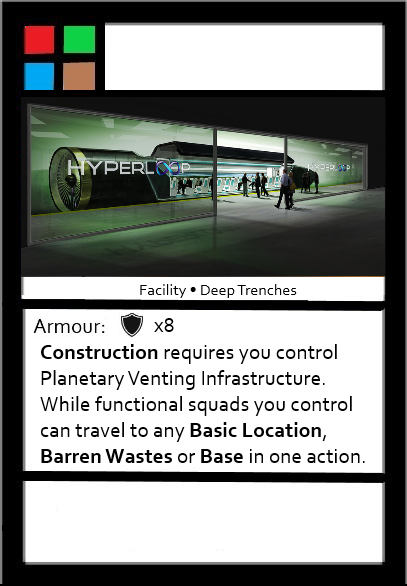 HYPERLOOP HYPERLOOP
Facility • Deep Trenches
Armour: x8
Construction requires you control
Planetary Venting Infrastructure.
While functional squads you control
can travel to any Basic Location,
Barren Wastes or Base in one action.